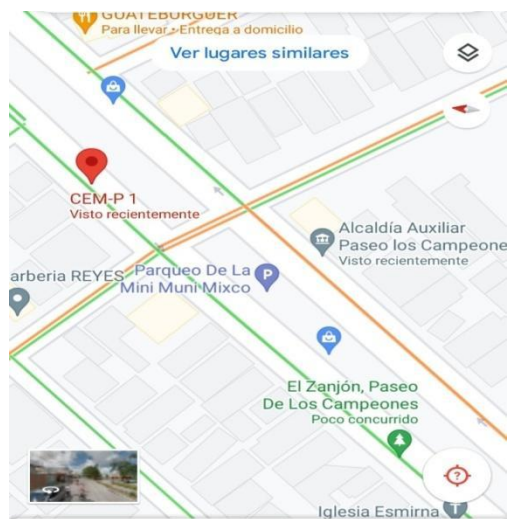 GUATEBURGUER
Para llevar · Entrega a domicilio
Ver lugares similares
CEM-P 1
Visto recientemente
Alcaldía Auxiliar
Paseo los Campeone
Visto recientemente
arberia REYES
Parqueo De La
Mini Muni Mixco
P
El Zanjón, Paseo
De Los Campeones
Poco concurrido
?
Iglesia Esmirna